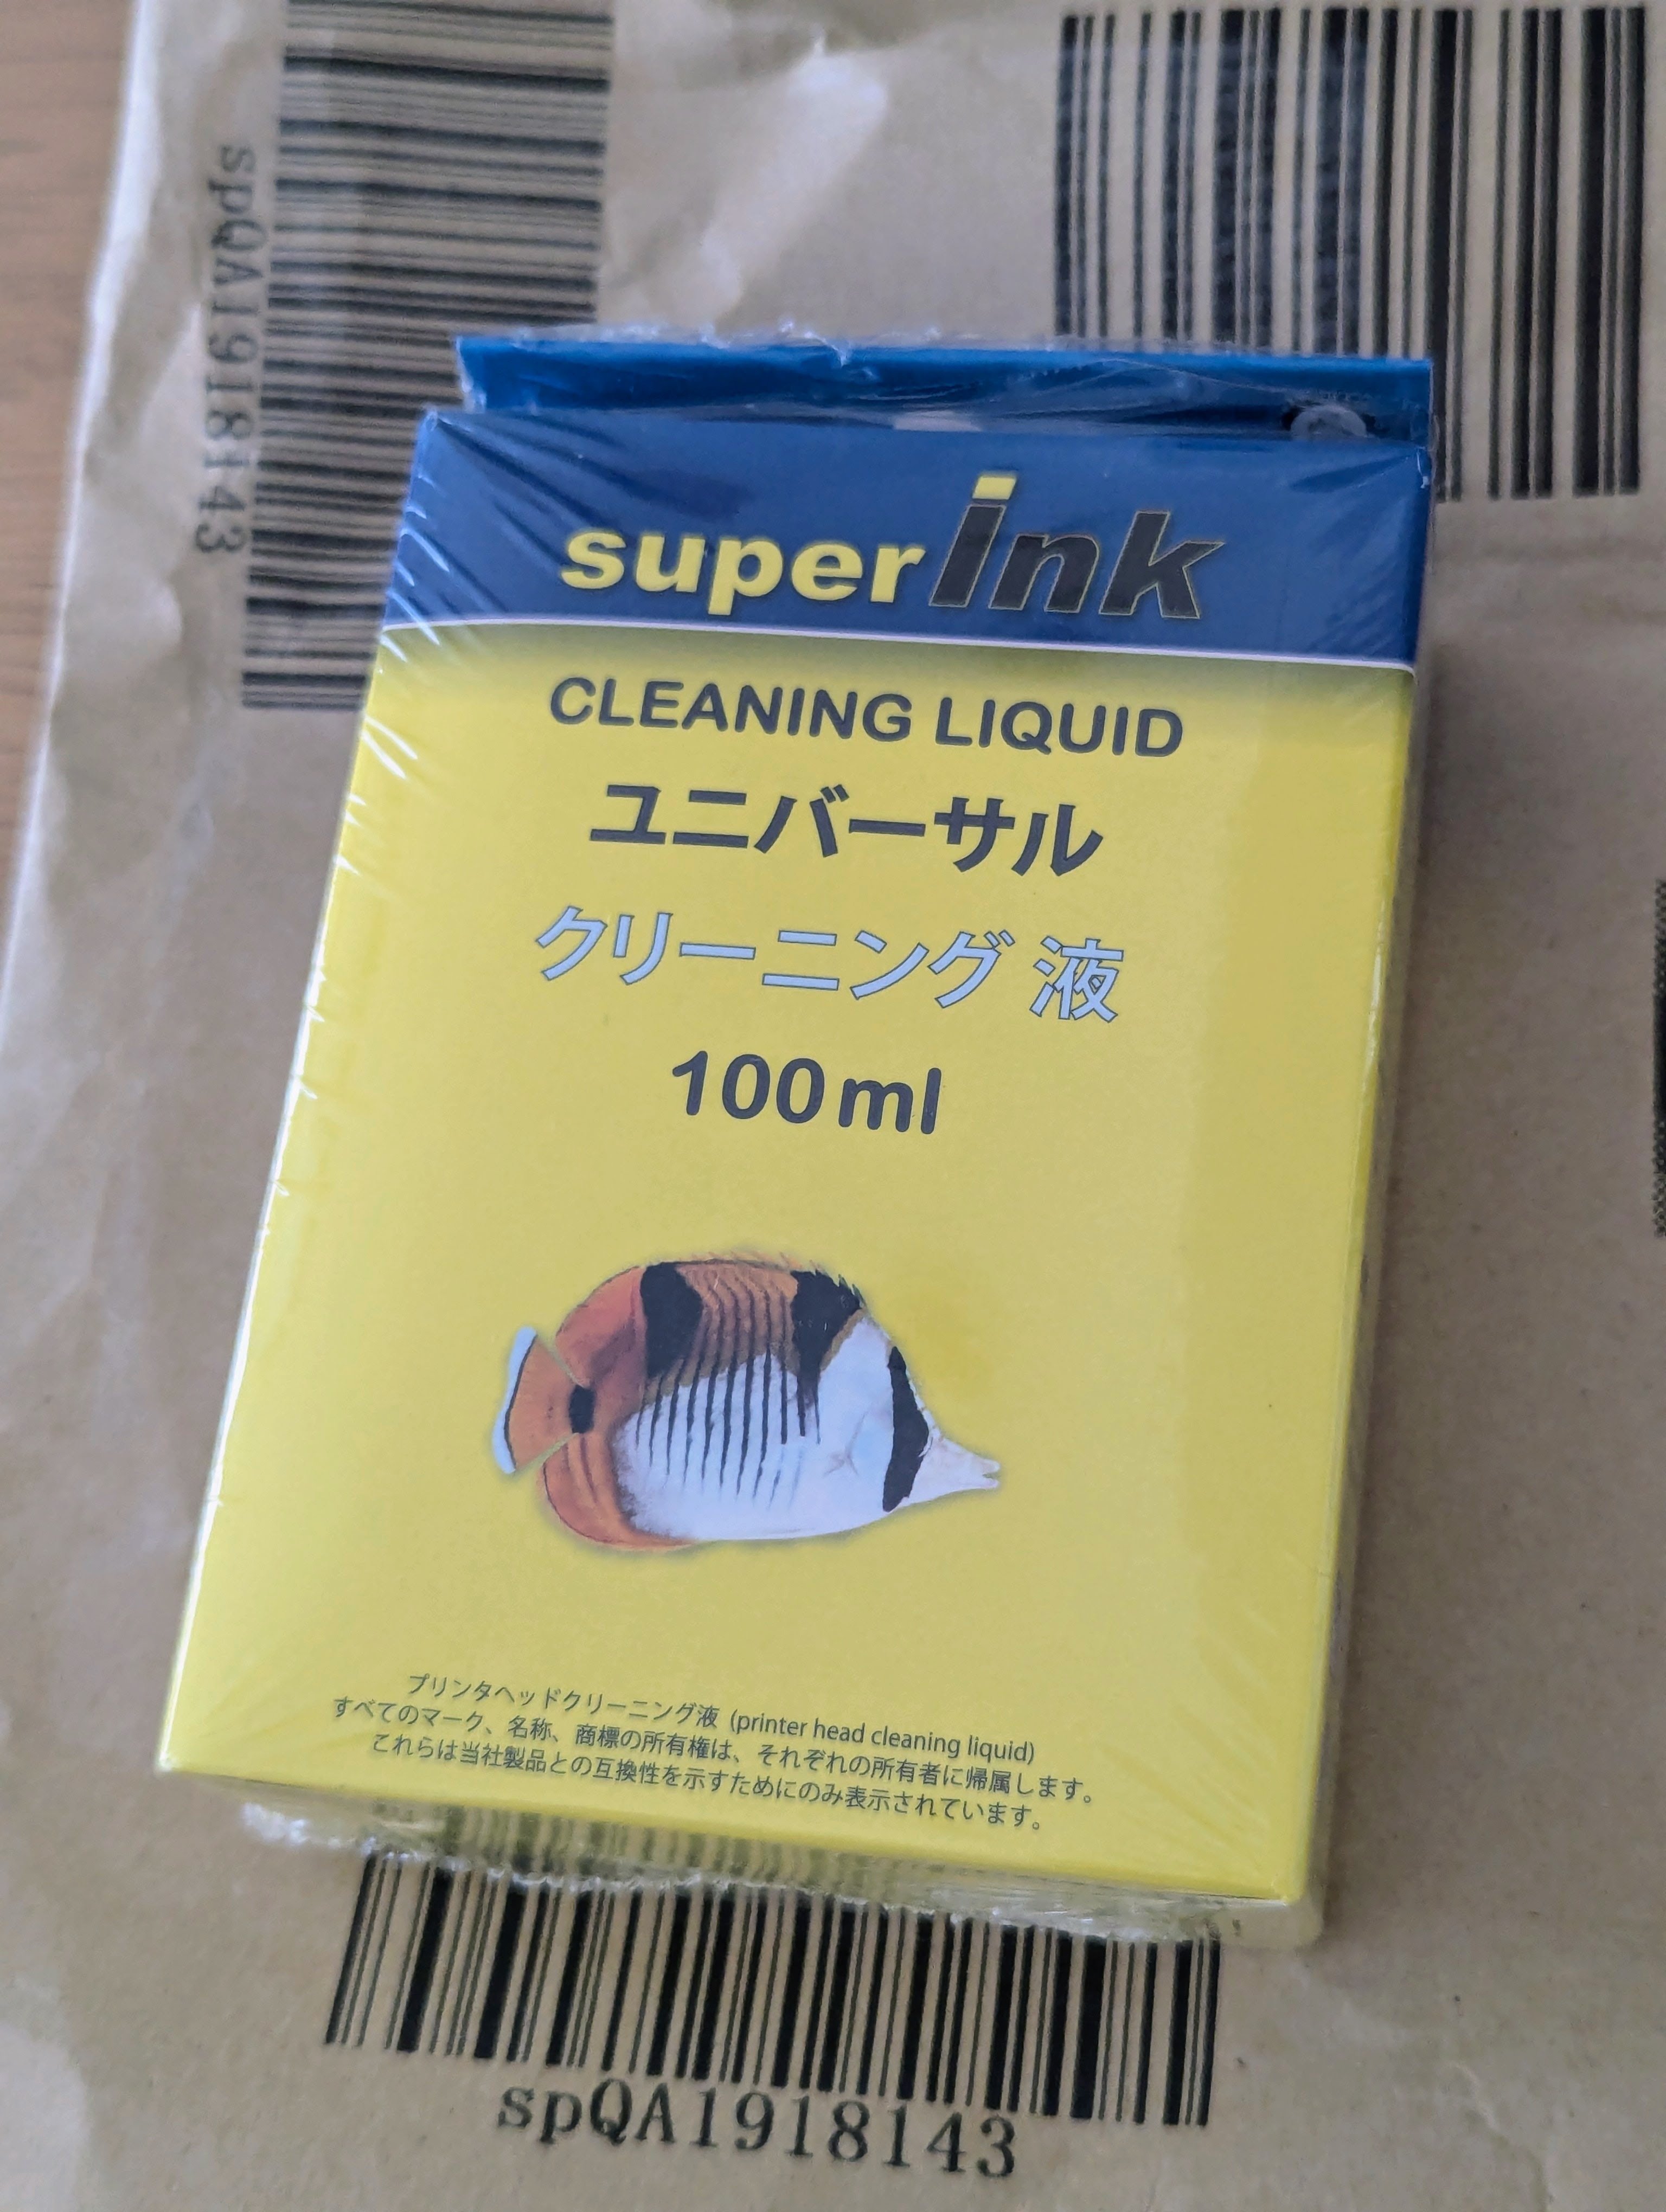 spQA1918143
super ink
CLEANING LIQUID
ユニバーサル
クリーニング 液
100ml
プリンタヘッドクリーニング液 (printer head cleaning liquid)
すべてのマーク、名称、商標の所有権は、それぞれの所有者に帰属します。
これらは当社製品との互換性を示すためにのみ表示されています。
spQA1918143